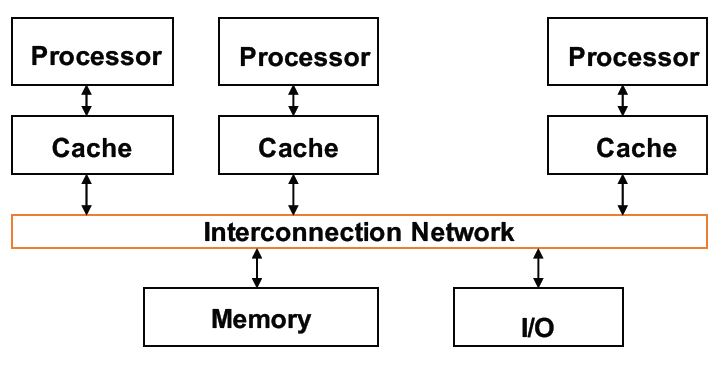 Processor
Processor
Processor
Cache
Cache
Cache
Interconnection Network
Memory
I/O